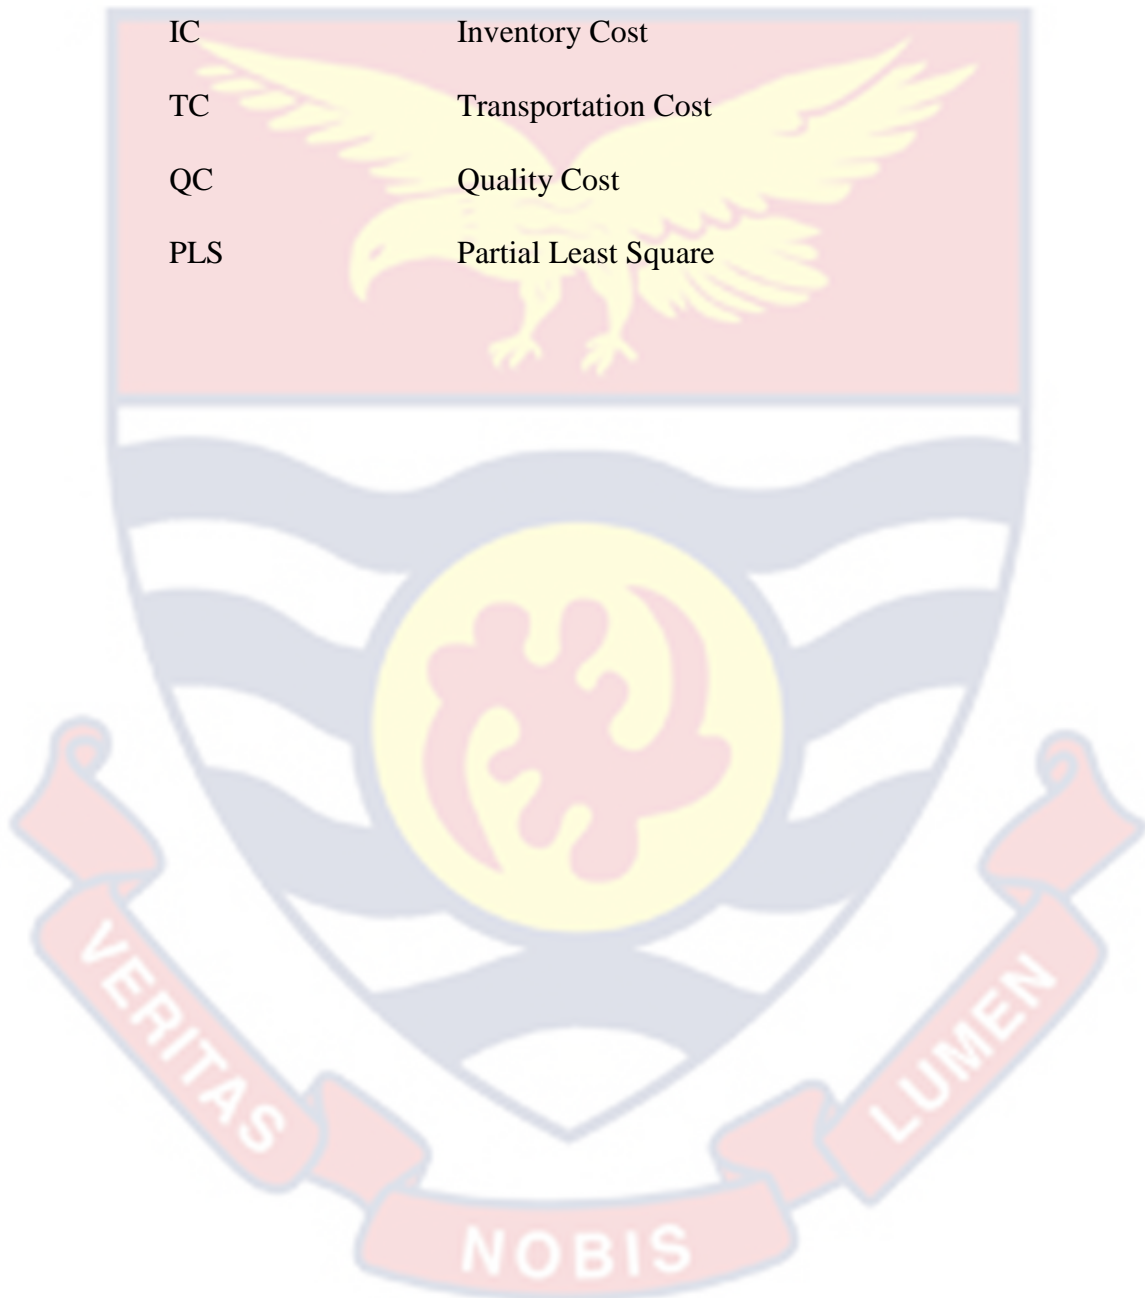 IC Inventory Cost
TC Transportation Cost
QC Quality Cost
PLS Partial Least Square
VERITAS
NOBIS
LUMEN